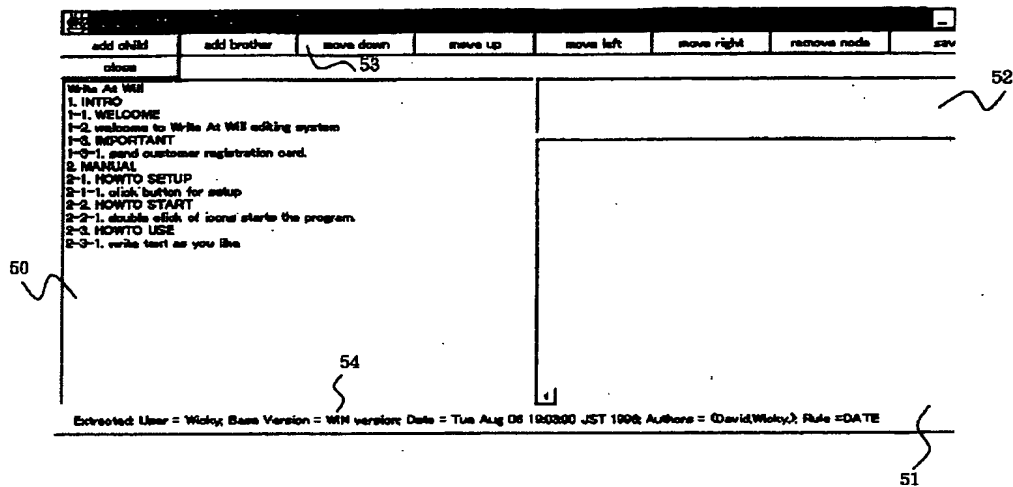 add child add brother move down move up move left move right remove node sav
close
53
52
Write At Will
1. INTRO
1-1. WELCOME
1-2. welcome to Write At Will editing system
1-3. IMPORTANT
1-3-1. send customer registration card.
2. MANUAL
2-1. HOWTO SETUP
2-1-1. click button for setup
2-2. HOWTO START
2-2-1. double click of icons starts the program.
2-3. HOWTO USE
2-3-1. write text as you like
50
54
Extracted: User = Wicky; Base Version = WIN version; Date = Tue Aug 06 19:03:00 JST 1996; Authors = {David,Wicky,}; Rule =DATE
51